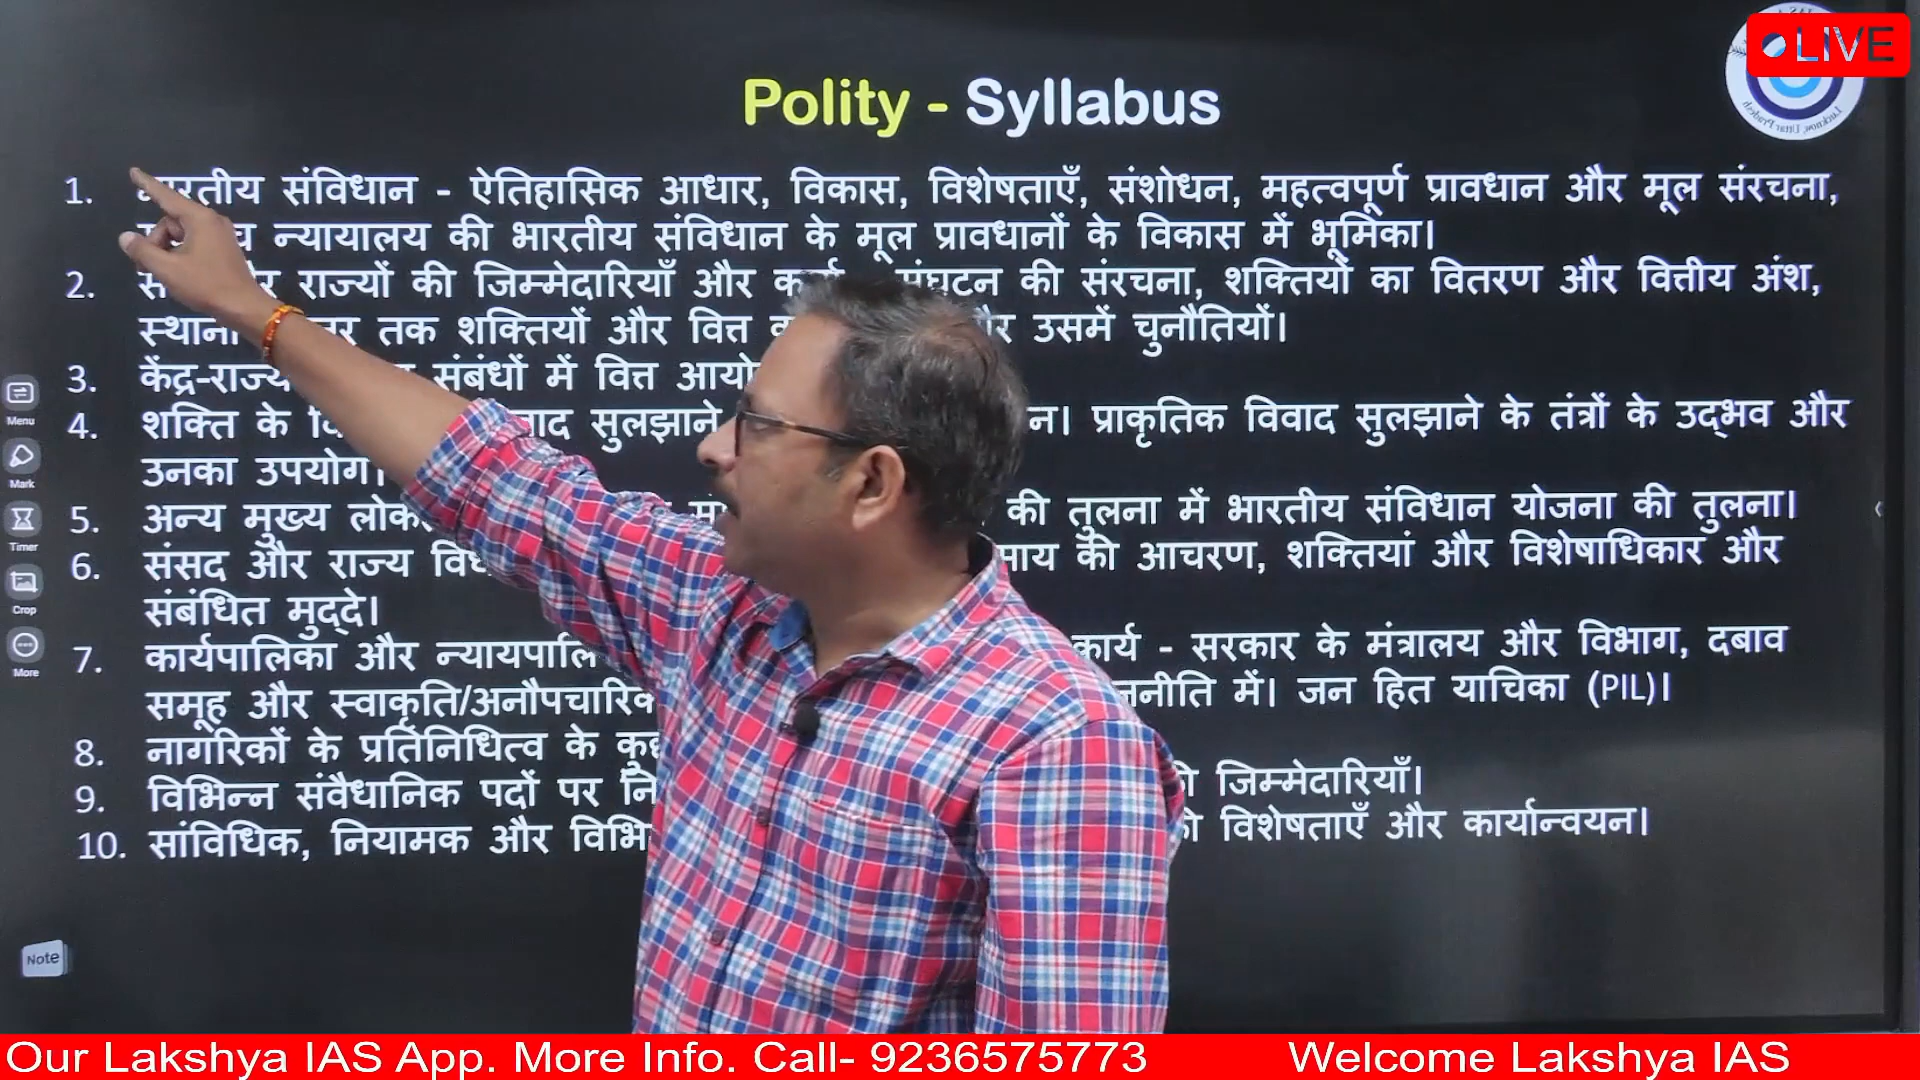 LIVE
Lucknow, Uttar Pradesh
Polity - Syllabus
1. भारतीय संविधान - ऐतिहासिक आधार, विकास, विशेषताएँ, संशोधन, महत्वपूर्ण प्रावधान और मूल संरचना,
न्यायालय की भारतीय संविधान के मूल प्रावधानों के विकास में भूमिका।
2. राज्यों की जिम्मेदारियाँ और की संरचना, शक्तियों का वितरण और वित्तीय अंश,
तक शक्तियों और वित्त उसमें चुनौतियों।
3. केंद्र-राज्य संबंधों में वित्त
4. शक्ति के सुलझाने प्राकृतिक विवाद सुलझाने के तंत्रों के उद्भव और
उनका उपयोग।
5. अन्य मुख्य की तुलना में भारतीय संविधान योजना की तुलना।
6. संसद और राज्य की आचरण, शक्तियां और विशेषाधिकार और
संबंधित मुद्दे।
7. कार्यपालिका और कार्य - सरकार के मंत्रालय और विभाग, दबाव
समूह और स्वाकृति/अनौपचारिक में। जन हित याचिका (PIL)।
8. नागरिकों के प्रतिनिधित्व के
9. विभिन्न संवैधानिक पदों पर जिम्मेदारियाँ।
10. सांविधिक, नियामक और विशेषताएँ और कार्यान्वयन।
Menu
Mark
Timer
Crop
More
Note
Our Lakshya IAS App. More Info. Call- 9236575773 Welcome Lakshya IAS